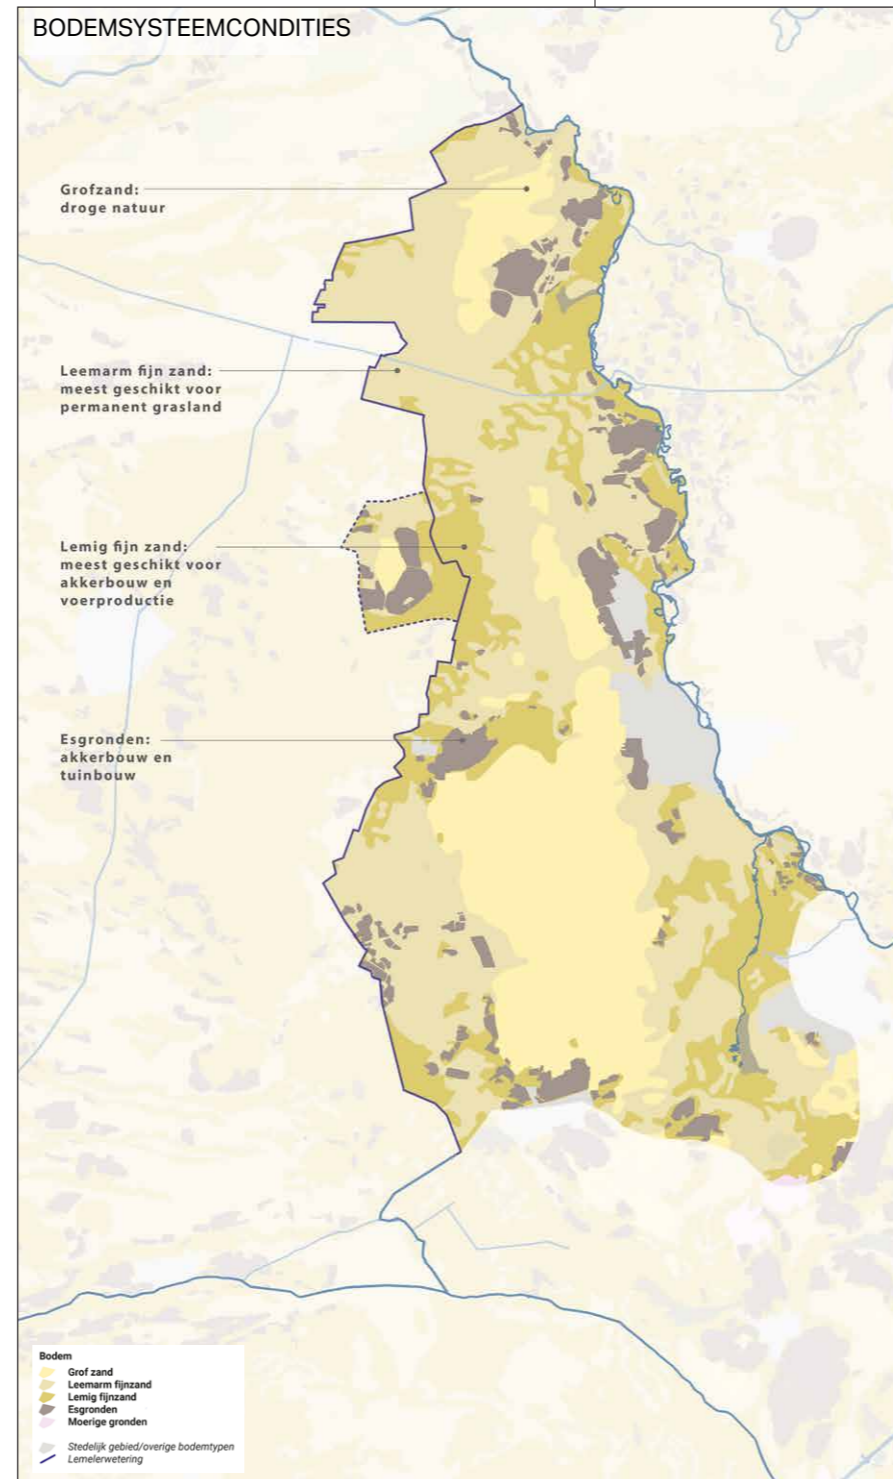 BODEMSYSTEEMCONDITIES
Grofzand:
droge natuur
Leemarm fijn zand:
meest geschikt voor
permanent grasland
Lemig fijn zand:
meest geschikt voor
akkerbouw en
voerproductie
Esgronden:
akkerbouw en
tuinbouw
Bodem
Grof zand
Leemarm fijnzand
Lemig fijnzand
Esgronden
Moerige gronden
Stedelijk gebied/overige bodemtypen
Lemelerwetering